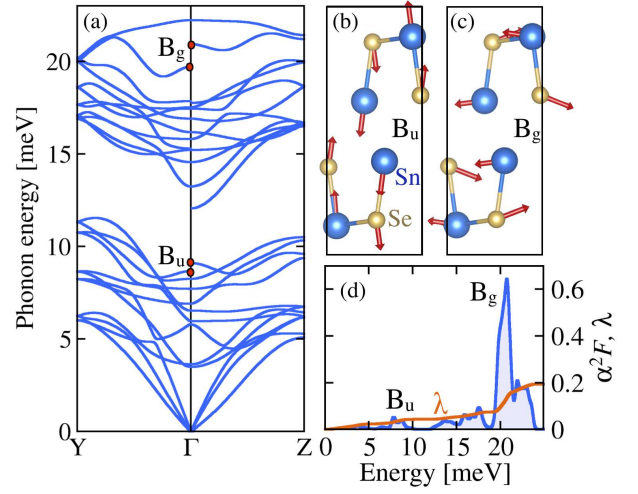 (a)
Phonon energy [meV]
20
15
10
5
0
B_g
B_u
Y
Γ
Z
(b)
B_u
Sn
Se
(c)
B_g
(d)
B_g
B_u
λ
0.6
0.4
0.2
0
α²F, λ
0
5
10
15
20
Energy [meV]